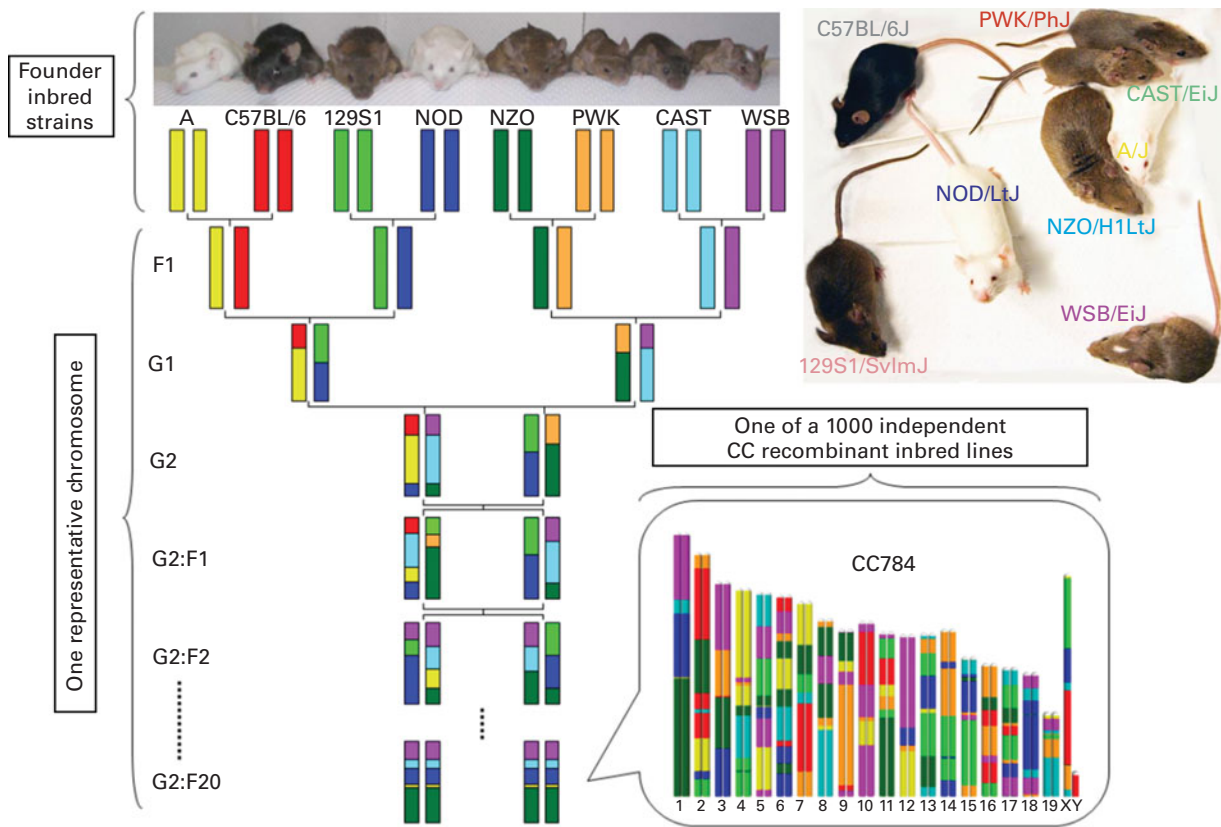 Founder
inbred
strains
A C57BL/6 129S1 NOD NZO PWK CAST WSB
One representative chromosome
F1
G1
G2
G2:F1
G2:F2
G2:F20
C57BL/6J
PWK/PhJ
CAST/EiJ
A/J
NOD/LtJ
NZO/H1LtJ
WSB/EiJ
129S1/SvImJ
One of a 1000 independent
CC recombinant inbred lines
CC784
1 2 3 4 5 6 7 8 9 10 11 12 13 14 15 16 17 18 19 XY